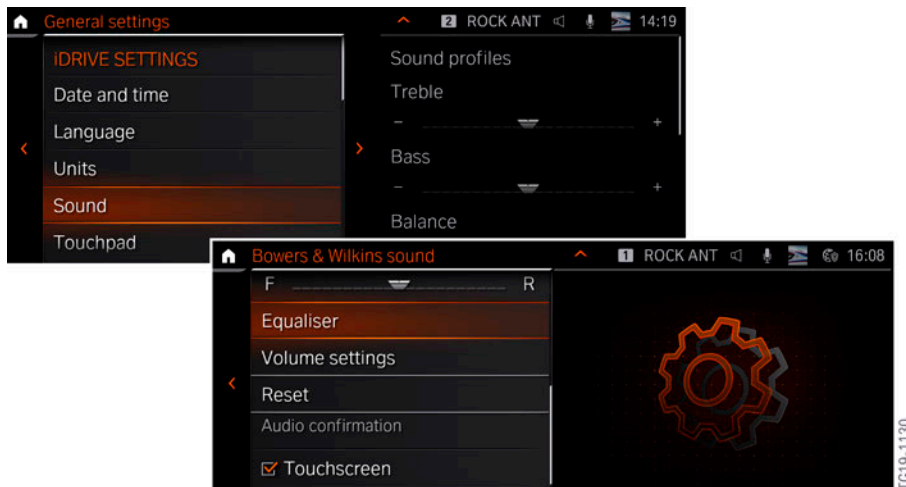 General settings
2 ROCK ANT 14:19
iDRIVE SETTINGS
Date and time
Language
Units
Sound
Touchpad
Sound profiles
Treble
- +
Bass
- +
Balance
Bowers & Wilkins sound
1 ROCK ANT 16:08
F R
Equaliser
Volume settings
Reset
Audio confirmation
Touchscreen
TG19-1130